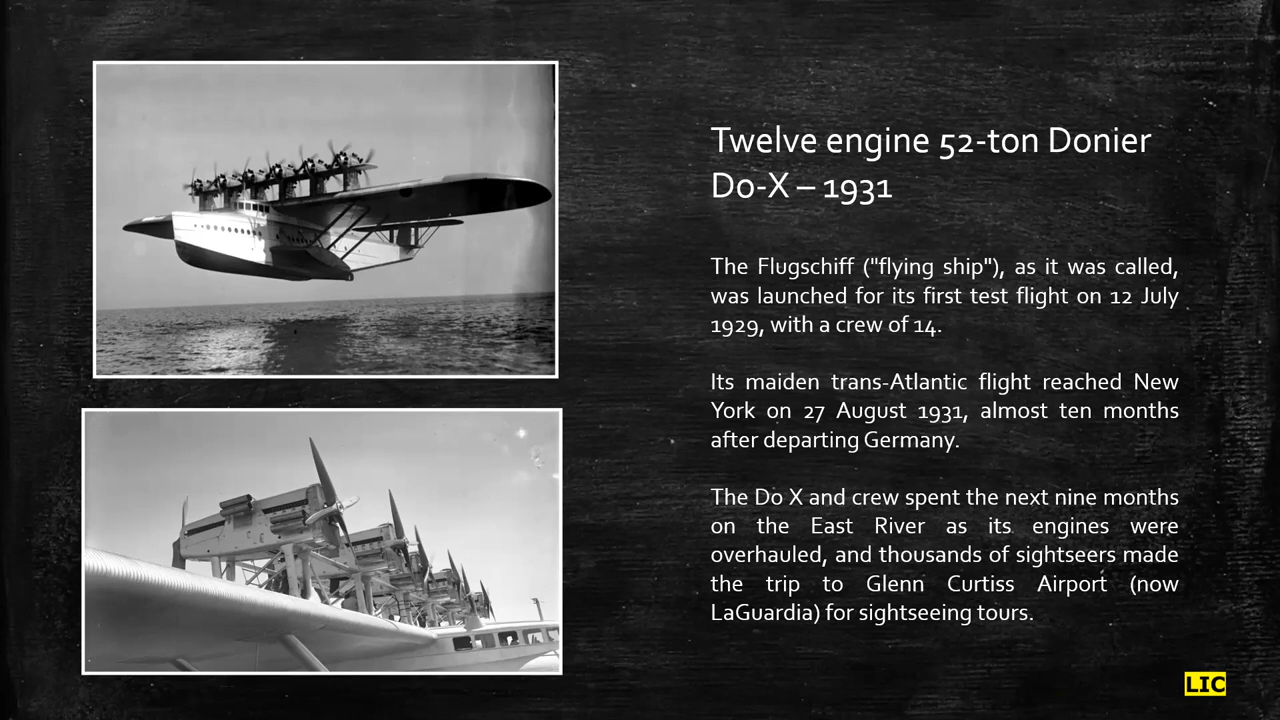 Twelve engine 52-ton Donier
Do-X – 1931
The Flugschiff ("flying ship"), as it was called,
was launched for its first test flight on 12 July
1929, with a crew of 14.
Its maiden trans-Atlantic flight reached New
York on 27 August 1931, almost ten months
after departing Germany.
The Do X and crew spent the next nine months
on the East River as its engines were
overhauled, and thousands of sightseers made
the trip to Glenn Curtiss Airport (now
LaGuardia) for sightseeing tours.
LIC